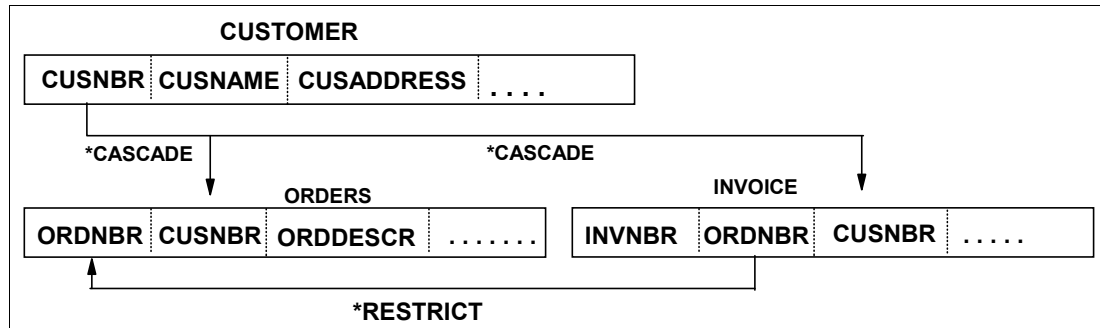 CUSTOMER
CUSNBR CUSNAME CUSADDRESS . . . .
*CASCADE *CASCADE
ORDERS INVOICE
ORDNBR CUSNBR ORDDESCR . . . . . . . INVNBR ORDNBR CUSNBR . . . . .
*RESTRICT